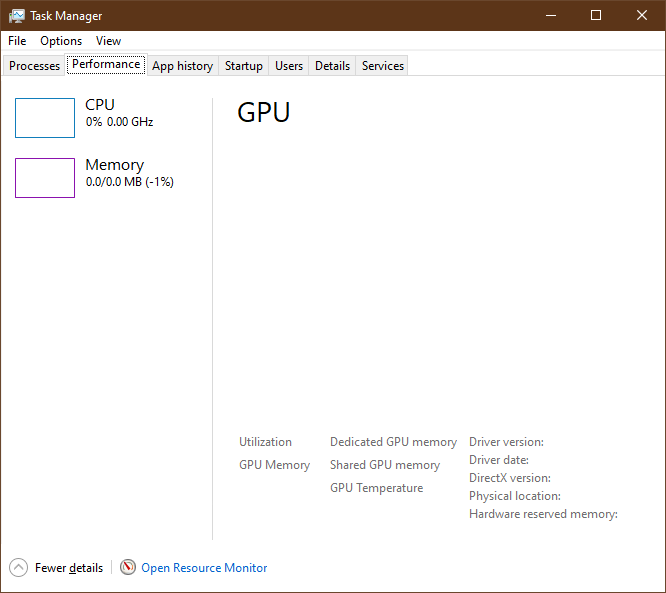 Task Manager
File Options View
Processes Performance App history Startup Users Details Services
CPU
0% 0.00 GHz
Memory
0.0/0.0 MB (-1%)
GPU
Utilization Dedicated GPU memory Driver version:
Driver date:
GPU Memory Shared GPU memory
DirectX version:
GPU Temperature
Physical location:
Hardware reserved memory:
Fewer details Open Resource Monitor